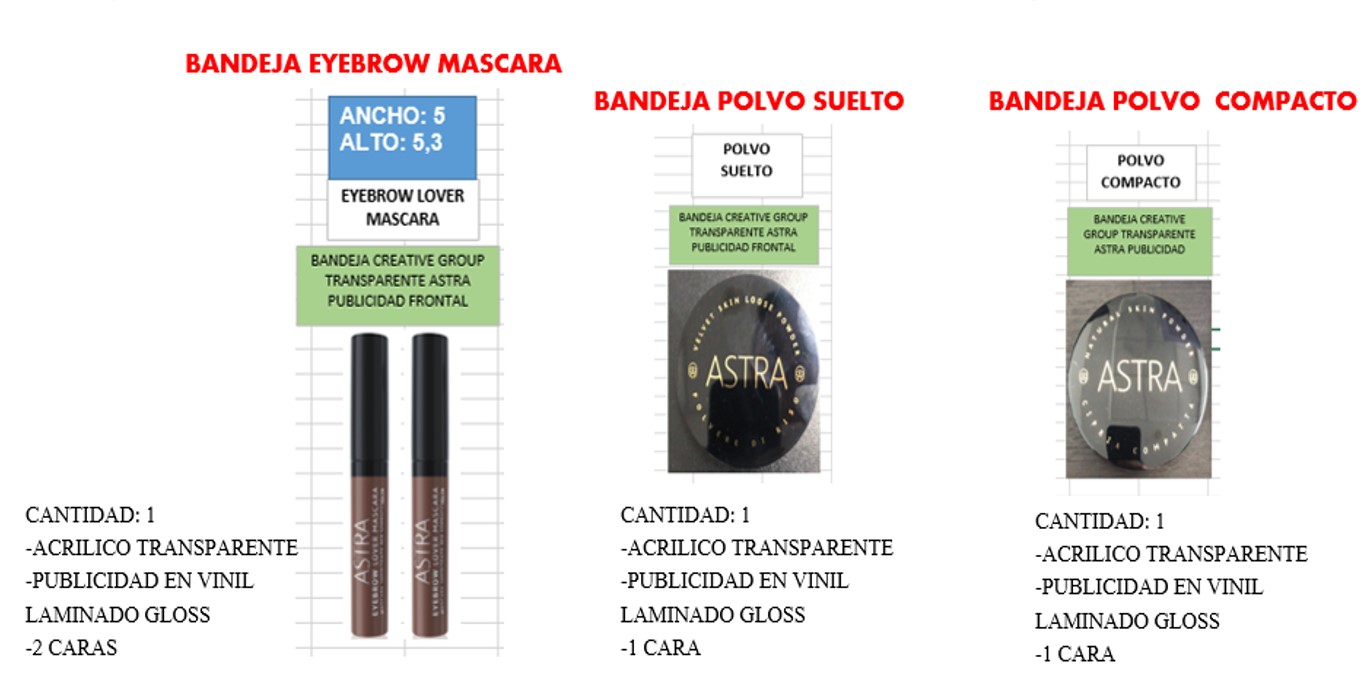 BANDEJA EYEBROW MASCARA
ANCHO: 5
ALTO: 5,3
EYEBROW LOVER
MASCARA
BANDEJA CREATIVE GROUP
TRANSPARENTE ASTRA
PUBLICIDAD FRONTAL
ASTRA
EYEBROW LOVER MASCARA
ASTRA
EYEBROW LOVER MASCARA
CANTIDAD: 1
-ACRILICO TRANSPARENTE
-PUBLICIDAD EN VINIL
LAMINADO GLOSS
-2 CARAS
BANDEJA POLVO SUELTO
POLVO
SUELTO
BANDEJA CREATIVE GROUP
TRANSPARENTE ASTRA
PUBLICIDAD FRONTAL
VELVET SKIN LOOSE POWDER
ASTRA
POLVERE DI RISO
CANTIDAD: 1
-ACRILICO TRANSPARENTE
-PUBLICIDAD EN VINIL
LAMINADO GLOSS
-1 CARA
BANDEJA POLVO COMPACTO
POLVO
COMPACTO
BANDEJA CREATIVE
GROUP TRANSPARENTE
ASTRA PUBLICIDAD
NATURAL SKIN POWDER
ASTRA
CIPRIA COMPATTA
CANTIDAD: 1
-ACRILICO TRANSPARENTE
-PUBLICIDAD EN VINIL
LAMINADO GLOSS
-1 CARA